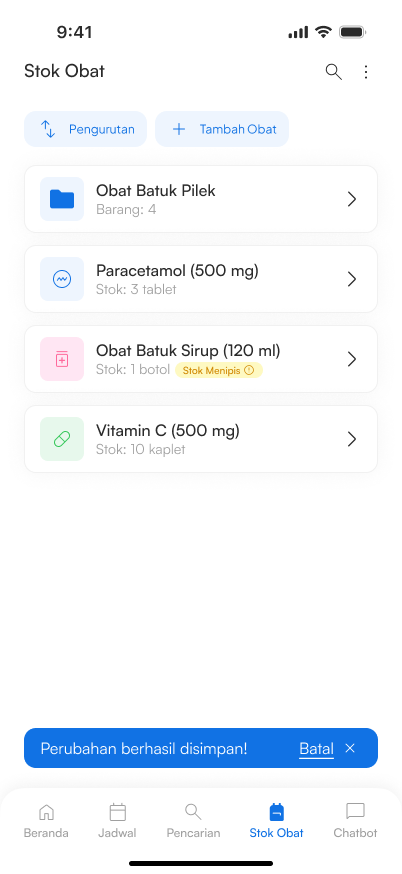 9:41
Stok Obat
Pengurutan
Tambah Obat
Obat Batuk Pilek
Barang: 4
Paracetamol (500 mg)
Stok: 3 tablet
Obat Batuk Sirup (120 ml)
Stok: 1 botol Stok Menipis
Vitamin C (500 mg)
Stok: 10 kaplet
Perubahan berhasil disimpan! Batal
Beranda Jadwal Pencarian Stok Obat Chatbot